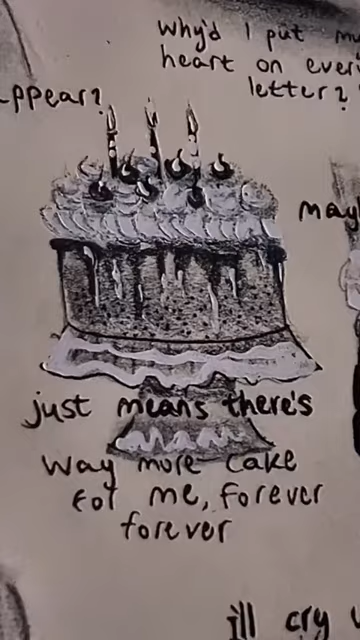 Why'd I put my
heart on every
letter?
ppear?
may
just means there's
way more cake
for me, forever
forever
i'll cry